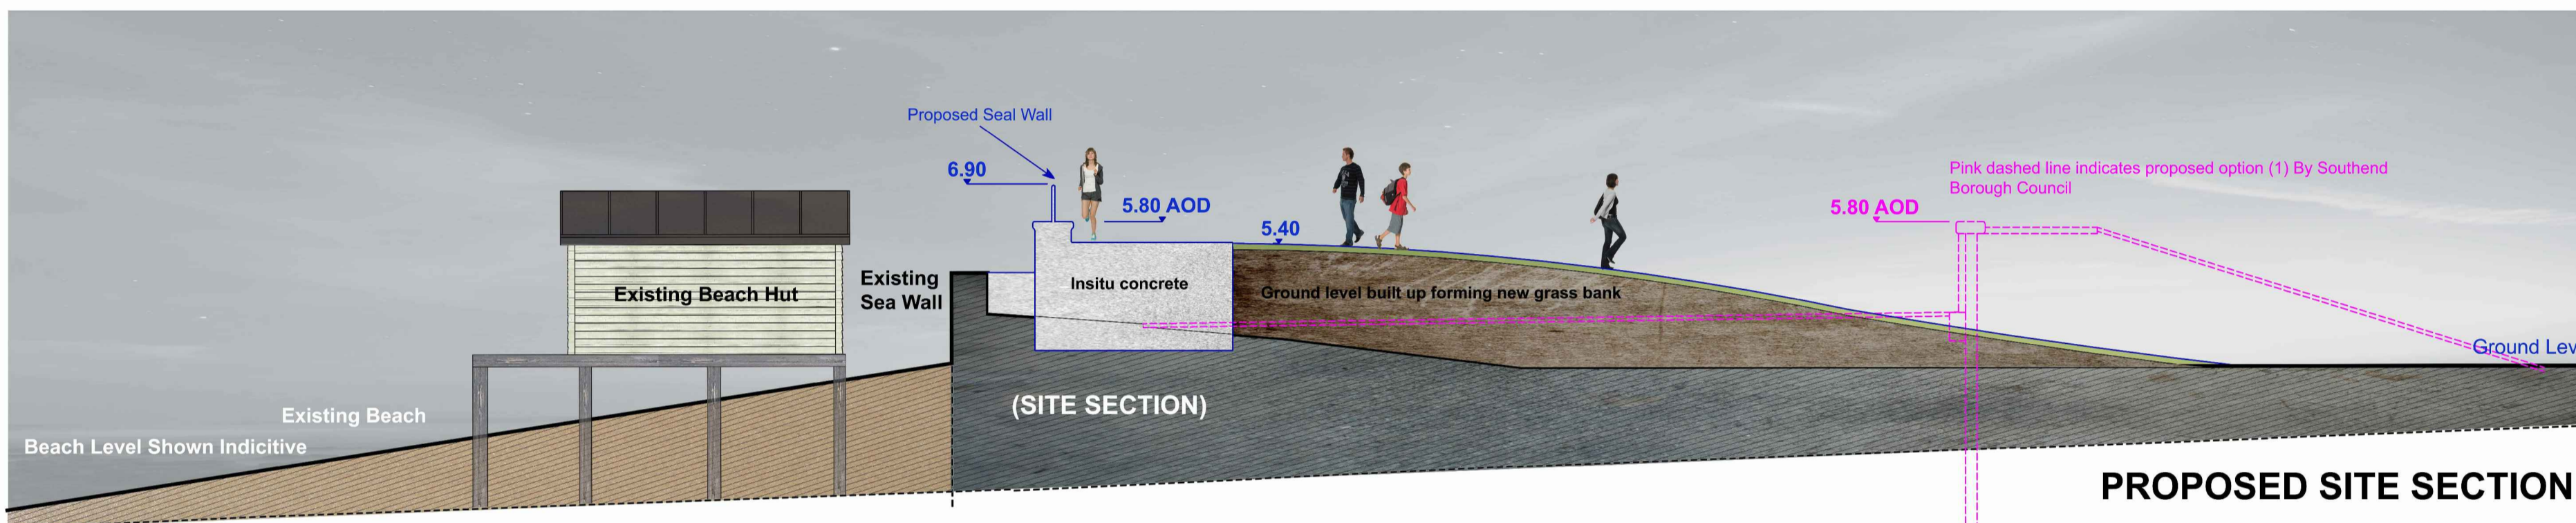 Proposed Seal Wall
6.90
5.80 AOD
5.40
Pink dashed line indicates proposed option (1) By Southend
Borough Council
5.80 AOD
Existing Beach Hut
Existing
Sea Wall
Insitu concrete
Ground level built up forming new grass bank
Ground Lev
(SITE SECTION)
Existing Beach
Beach Level Shown Indicitive
PROPOSED SITE SECTION